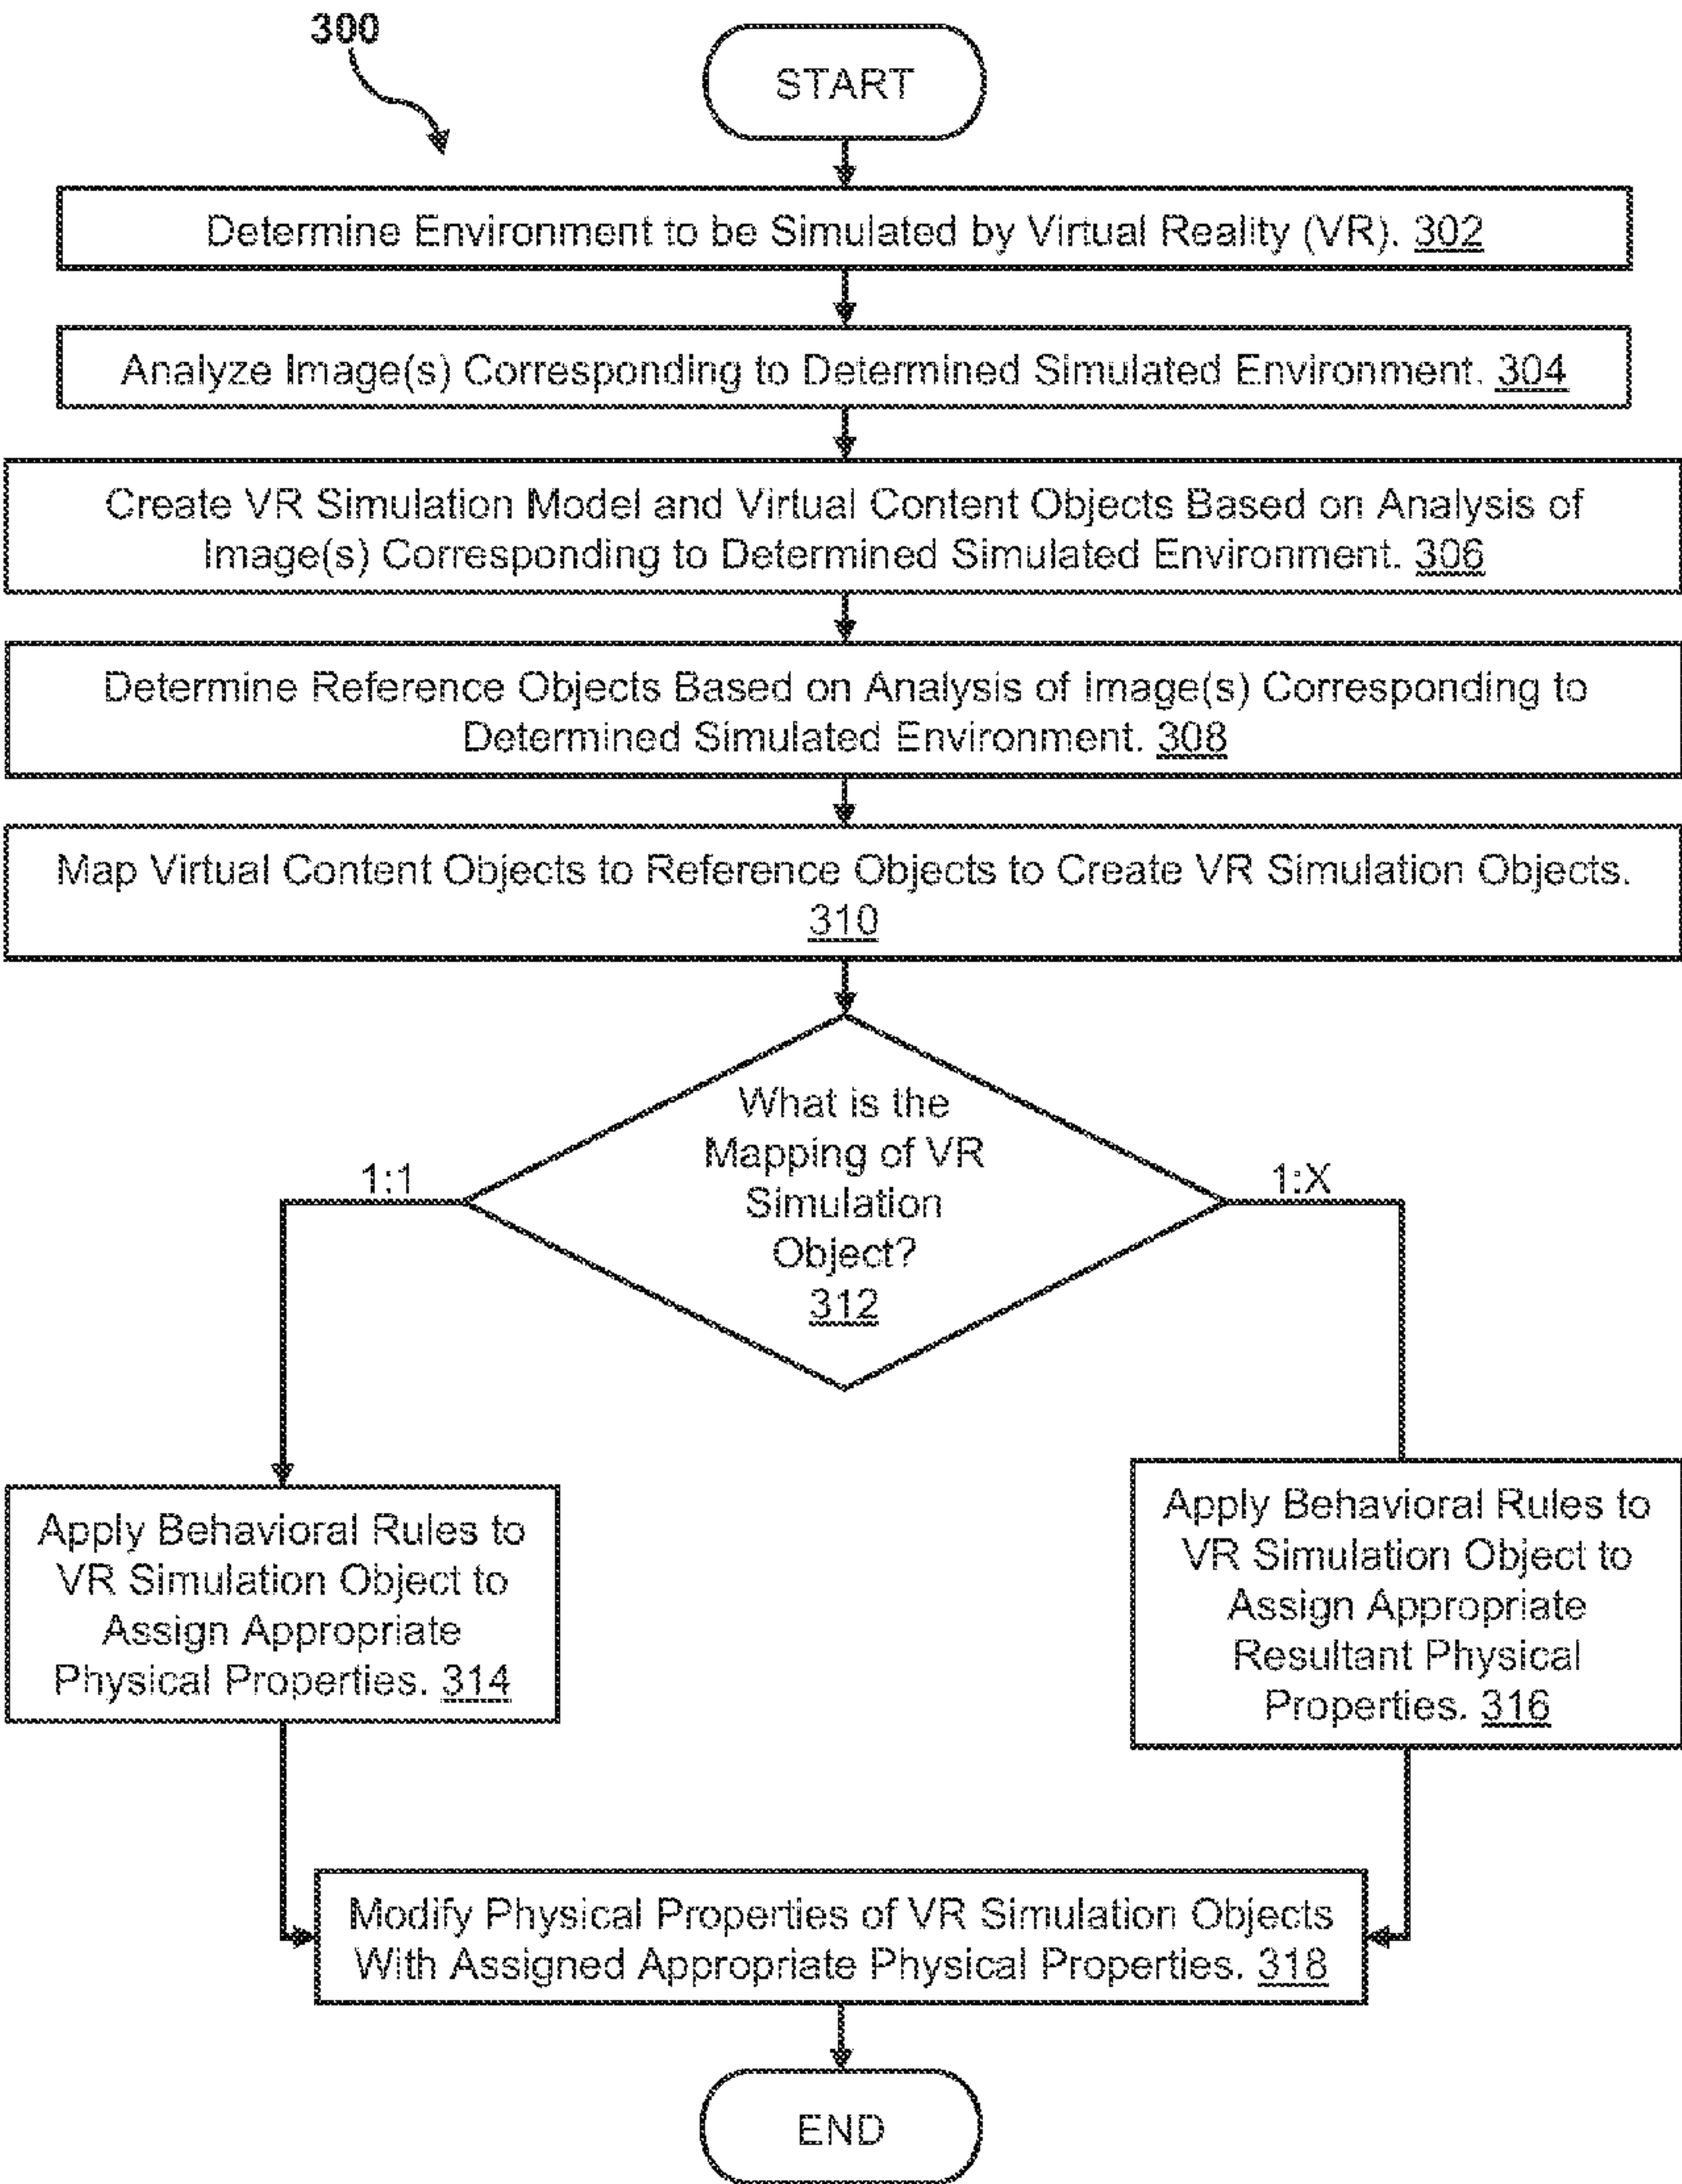 300
START
Determine Environment to be Simulated by Virtual Reality (VR). 302
Analyze Image(s) Corresponding to Determined Simulated Environment. 304
Create VR Simulation Model and Virtual Content Objects Based on Analysis of
Image(s) Corresponding to Determined Simulated Environment. 306
Determine Reference Objects Based on Analysis of Image(s) Corresponding to
Determined Simulated Environment. 308
Map Virtual Content Objects to Reference Objects to Create VR Simulation Objects.
310
What is the
Mapping of VR
Simulation
Object?
312
1:1
1:X
Apply Behavioral Rules to
VR Simulation Object to
Assign Appropriate
Physical Properties. 314
Apply Behavioral Rules to
VR Simulation Object to
Assign Appropriate
Resultant Physical
Properties. 316
Modify Physical Properties of VR Simulation Objects
With Assigned Appropriate Physical Properties. 318
END